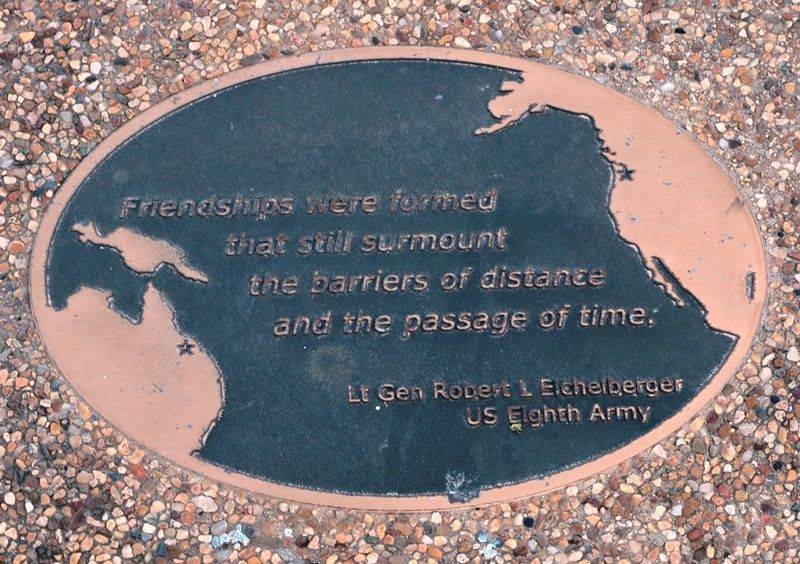 Friendships were formed
that still surmount
the barriers of distance
and the passage of time.
Lt Gen Robert L Eichelberger
US Eighth Army